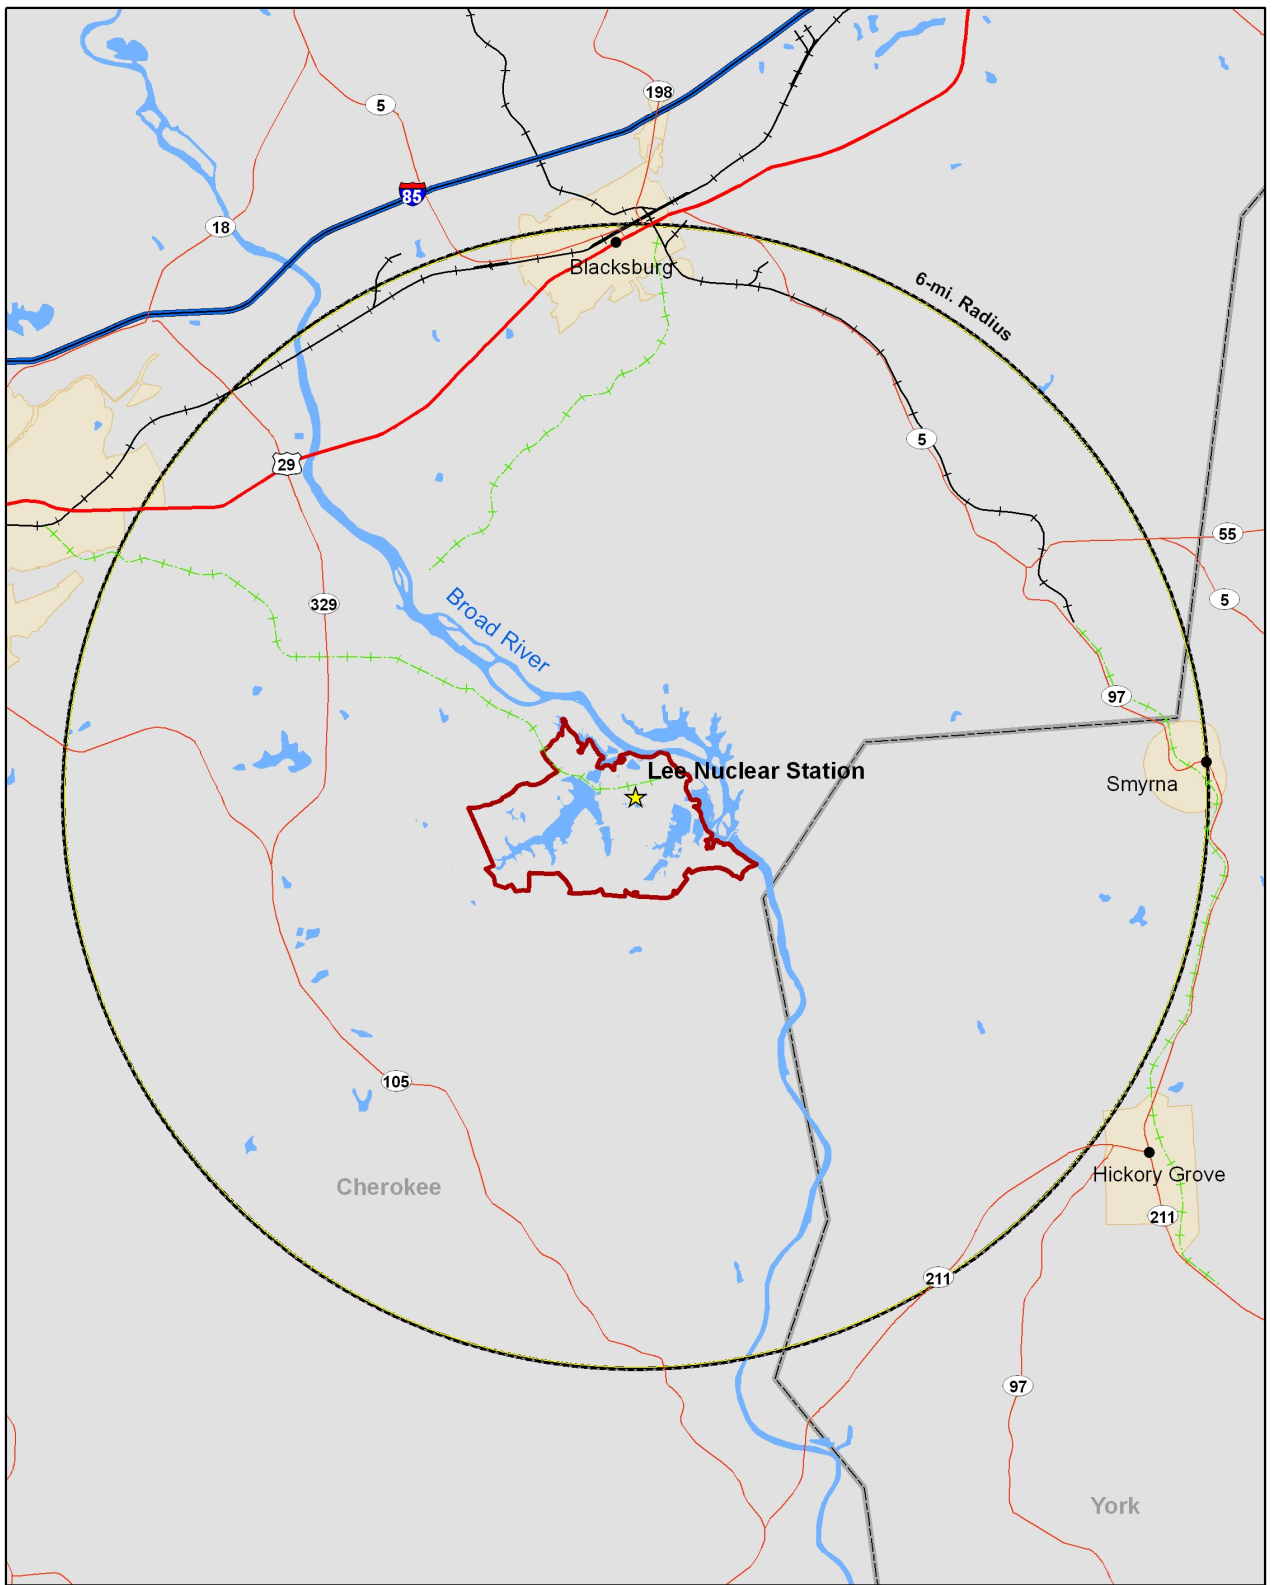 198
5
85
18
Blacksburg
6-mi. Radius
5
29
55
5
329
Broad River
97
Lee Nuclear Station
Smyrna
105
Hickory Grove
Cherokee
211
211
97
York